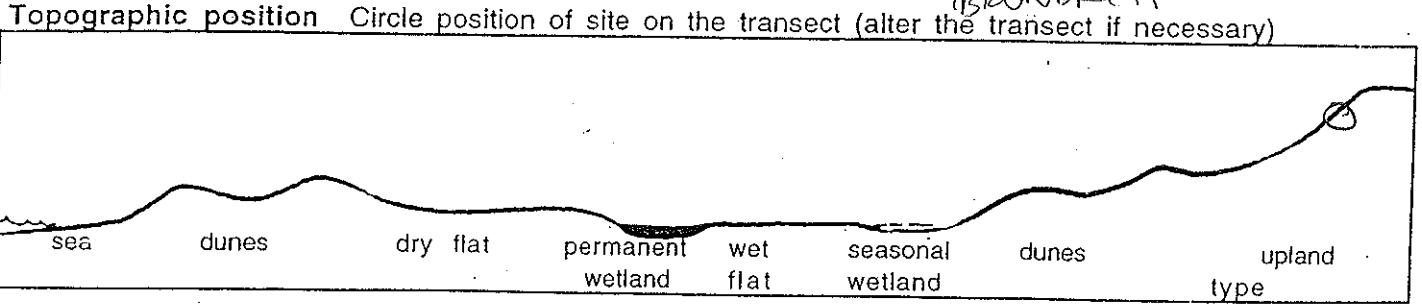 Topographic position Circle position of site on the transect (alter the transect if necessary)
sea dunes dry flat permanent wet seasonal dunes upland
wetland flat wetland type